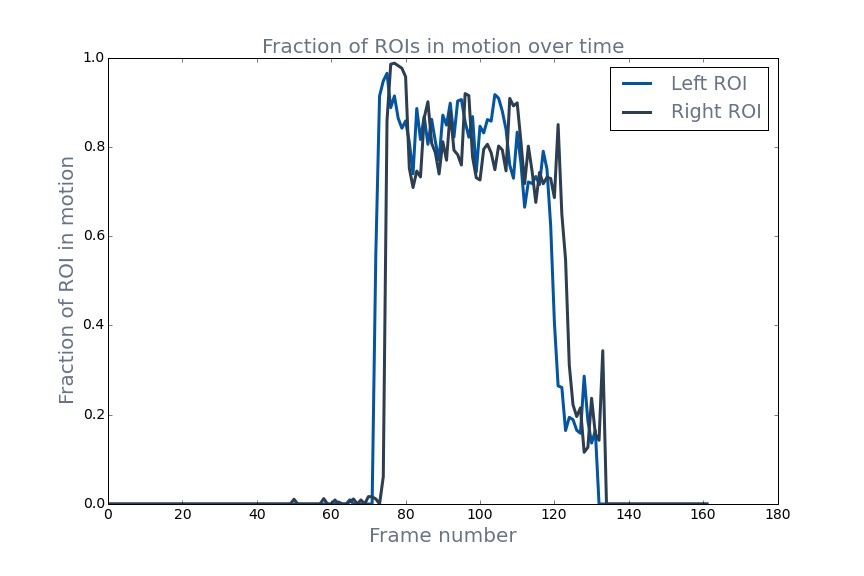 Fraction of ROIs in motion over time
Left ROI
Right ROI
Fraction of ROI in motion
1.0
0.8
0.6
0.4
0.2
0.0
0 20 40 60 80 100 120 140 160 180
Frame number